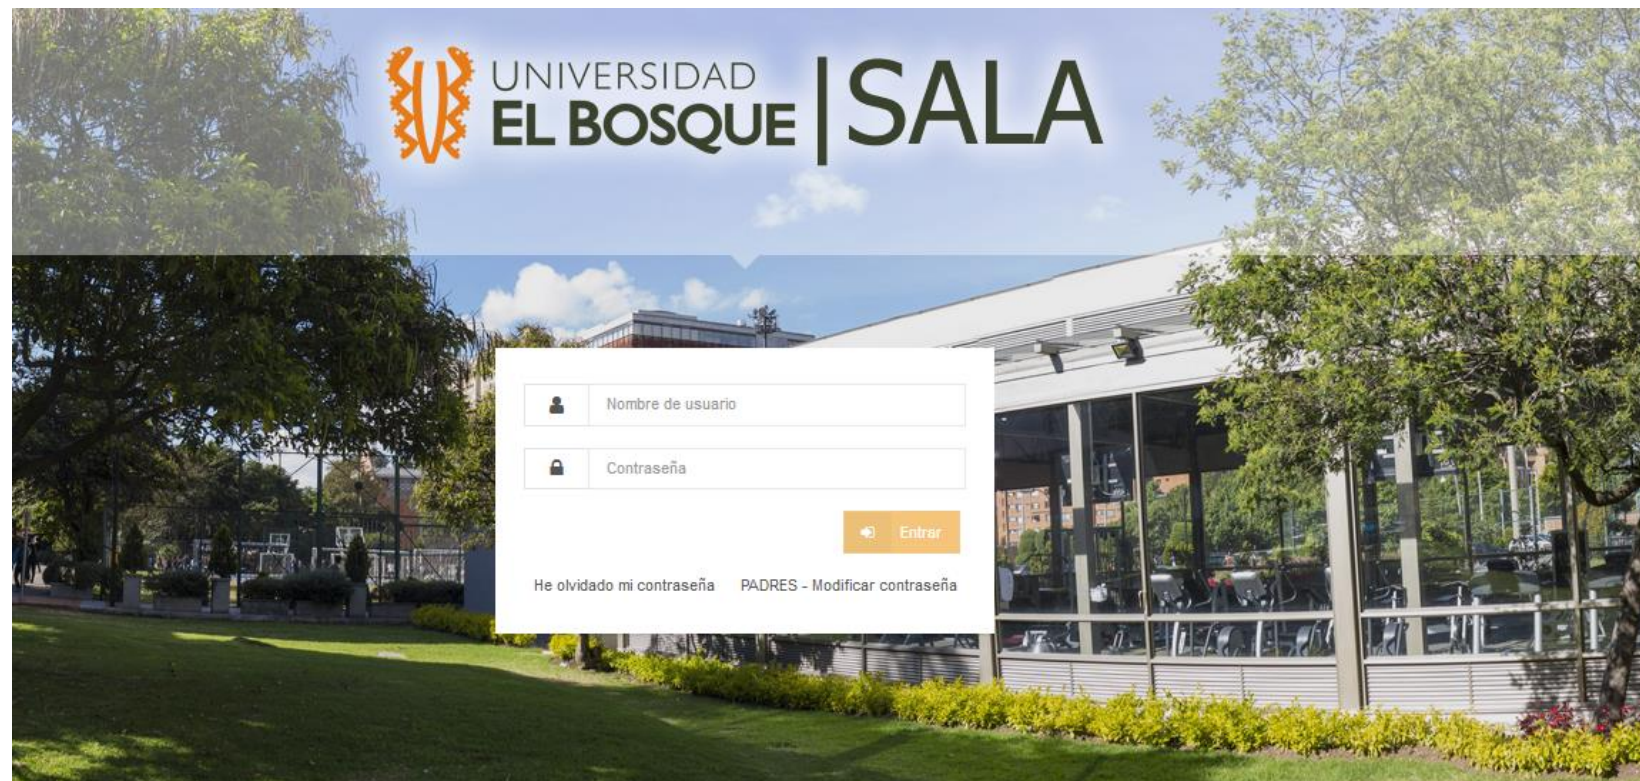 UNIVERSIDAD
EL BOSQUE | SALA
Nombre de usuario
Contraseña
Entrar
He olvidado mi contraseña PADRES - Modificar contraseña